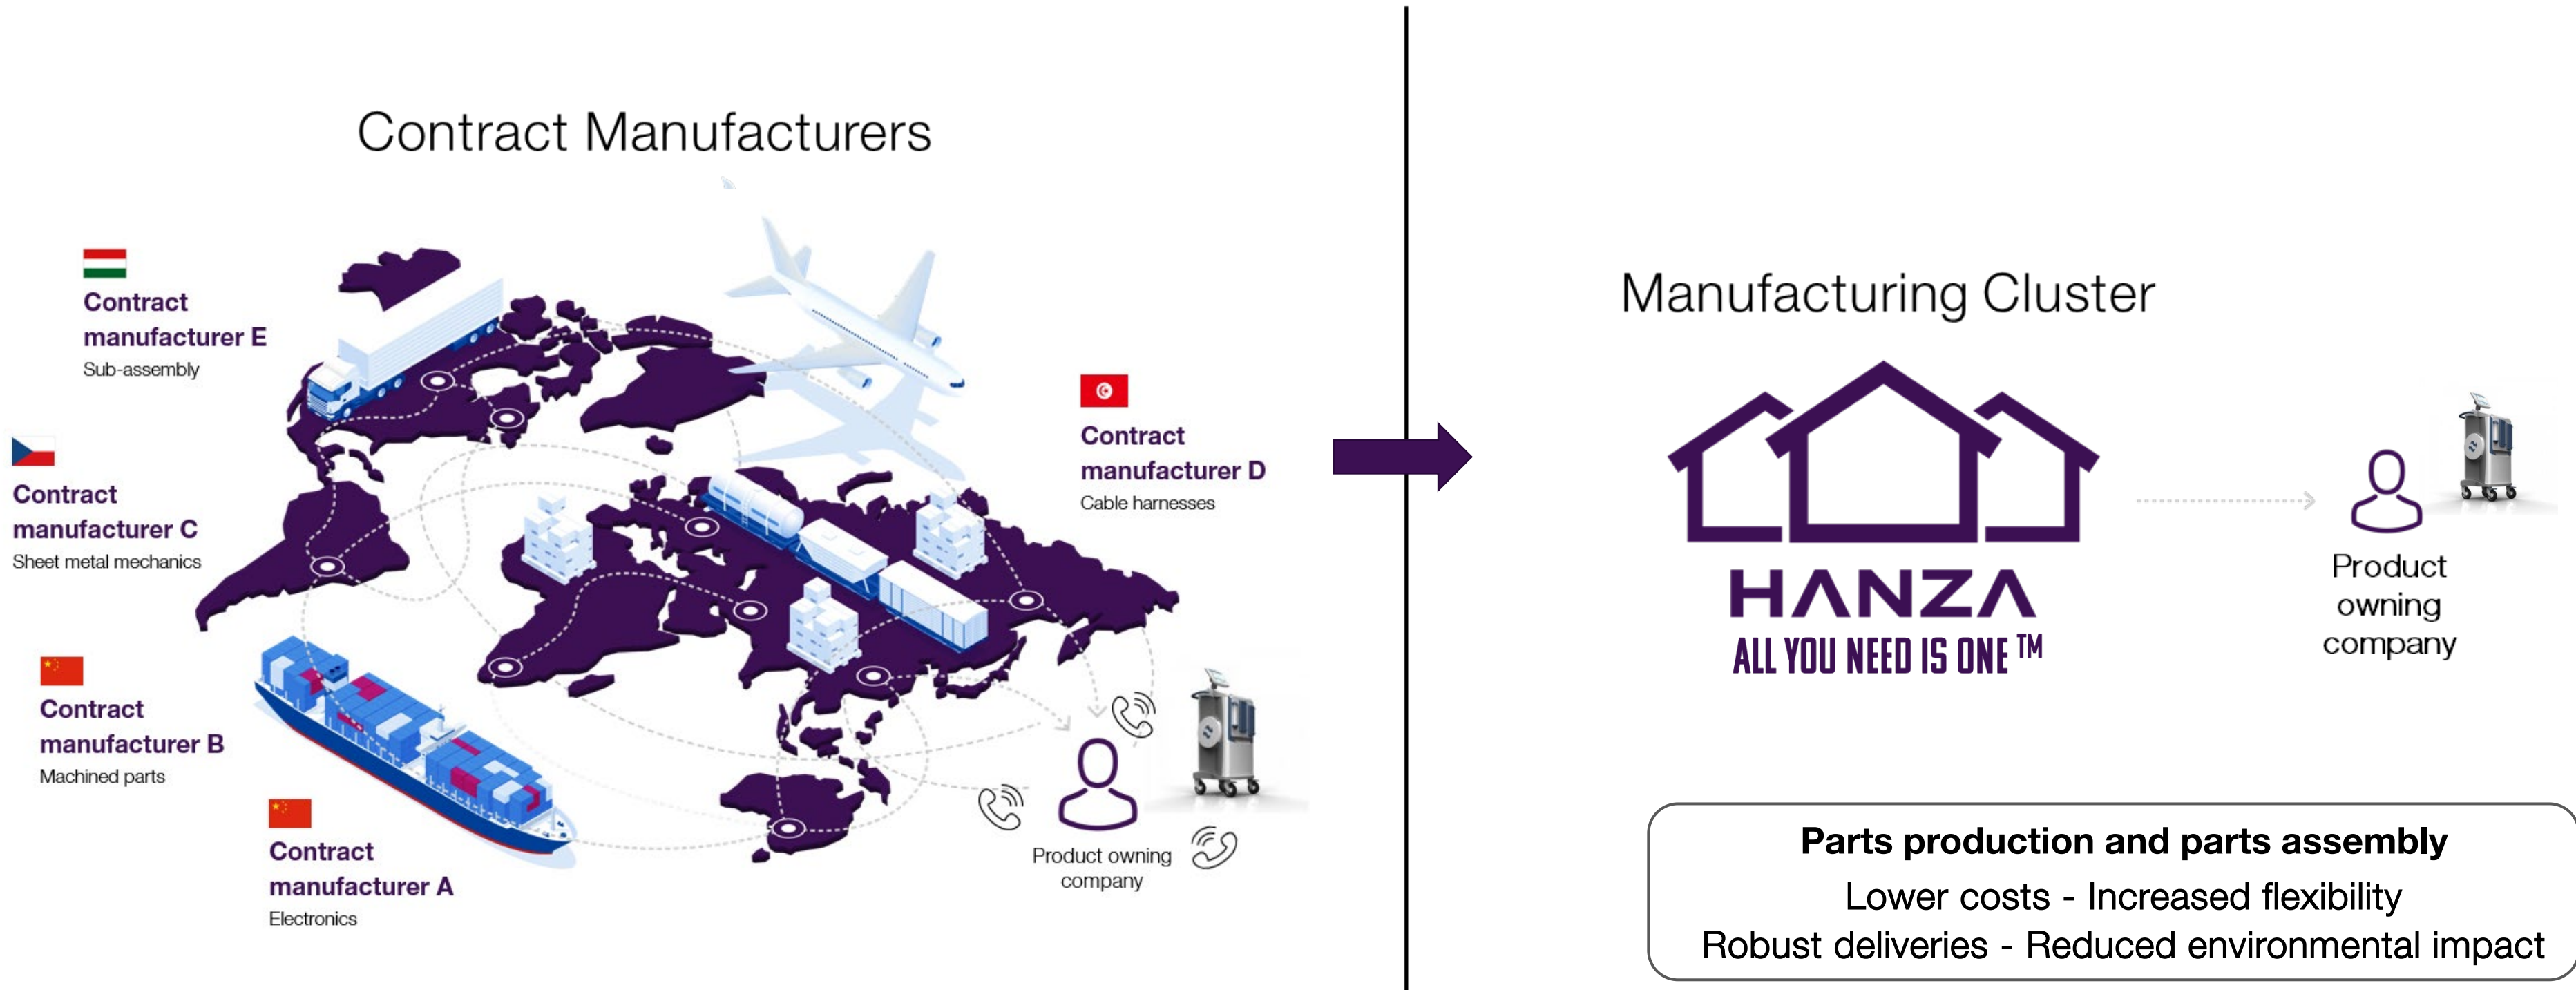 Contract Manufacturers
Contract
manufacturer E
Sub-assembly
Contract
manufacturer D
Cable harnesses
Contract
manufacturer C
Sheet metal mechanics
Contract
manufacturer B
Machined parts
Contract
manufacturer A
Electronics
Product owning
company
Manufacturing Cluster
HANZA
ALL YOU NEED IS ONE™
Product
owning
company
Parts production and parts assembly
Lower costs - Increased flexibility
Robust deliveries - Reduced environmental impact